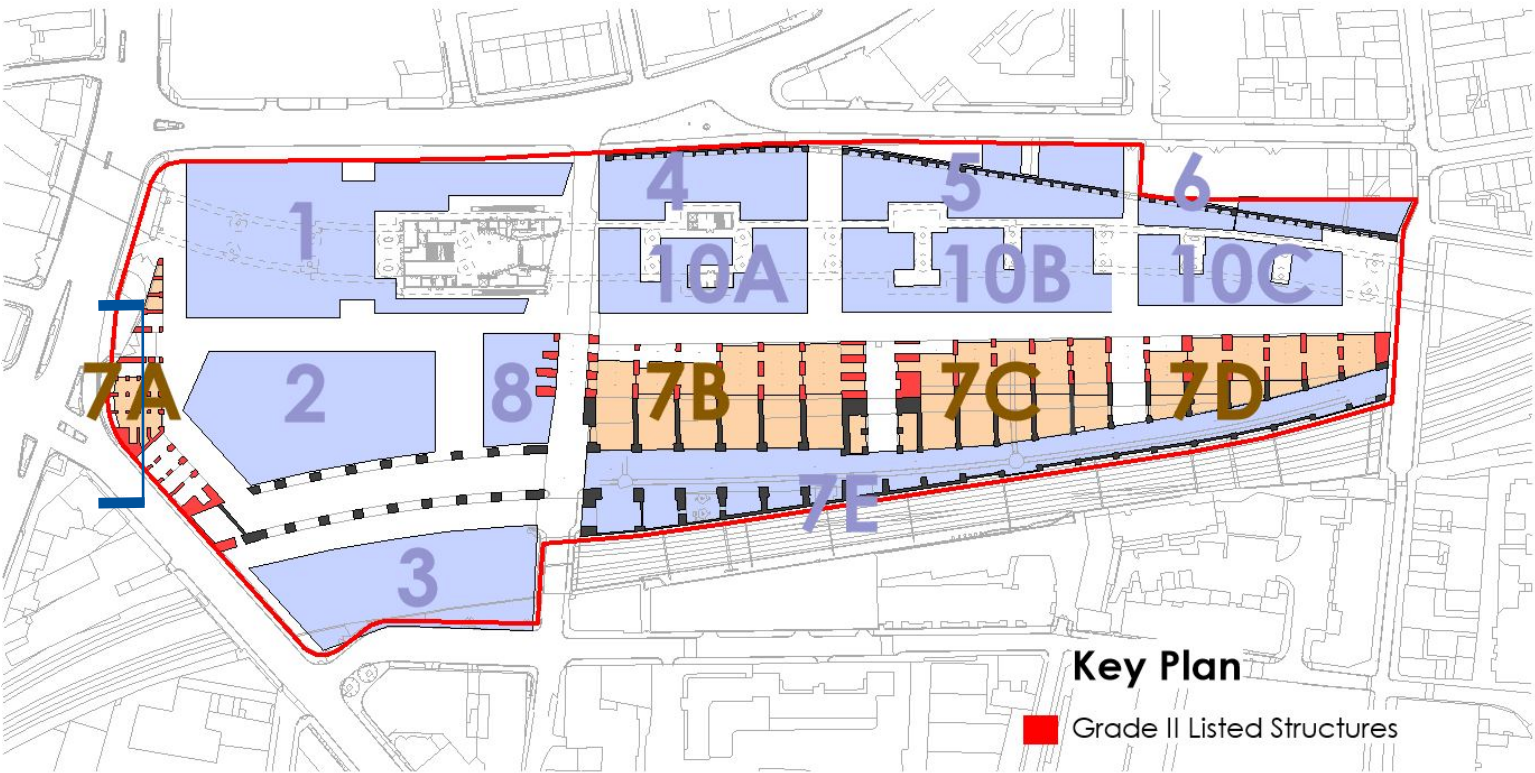 4
5
6
1
10A
10B
10C
7A
2
8
7B
7C
7D
7E
3
Key Plan
Grade II Listed Structures